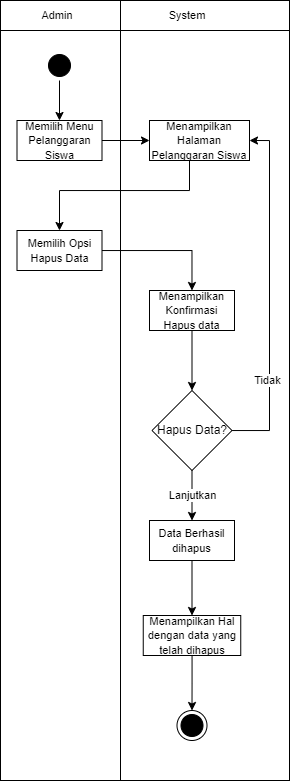 Admin
System
Memilih Menu
Pelanggaran
Siswa
Menampilkan
Halaman
Pelanggaran Siswa
Memilih Opsi
Hapus Data
Menampilkan
Konfirmasi
Hapus data
Tidak
Hapus Data?
Lanjutkan
Data Berhasil
dihapus
Menampilkan Hal
dengan data yang
telah dihapus